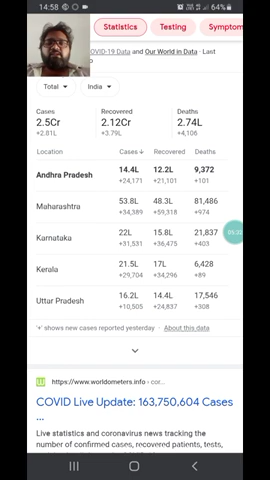 14:58
64%
Statistics
Testing
Symptom
COVID-19 Data and Our World in Data · Last
Total
India
Cases Recovered Deaths
2.5Cr 2.12Cr 2.74L
+2.81L +3.79L +4,106
Location Cases↓ Recovered Deaths
Andhra Pradesh 14.4L 12.2L 9,372
+24,171 +21,101 +101
Maharashtra 53.8L 48.3L 81,486
+34,389 +59,318 +974
Karnataka 22L 15.8L 21,837
+31,531 +36,475 +403
Kerala 21.5L 17L 6,428
+29,704 +34,296 +89
Uttar Pradesh 16.2L 14.4L 17,546
+10,505 +24,837 +308
'+' shows new cases reported yesterday · About this data
W https://www.worldometers.info › cor...
COVID Live Update: 163,750,604 Cases
...
Live statistics and coronavirus news tracking the
number of confirmed cases, recovered patients, tests,